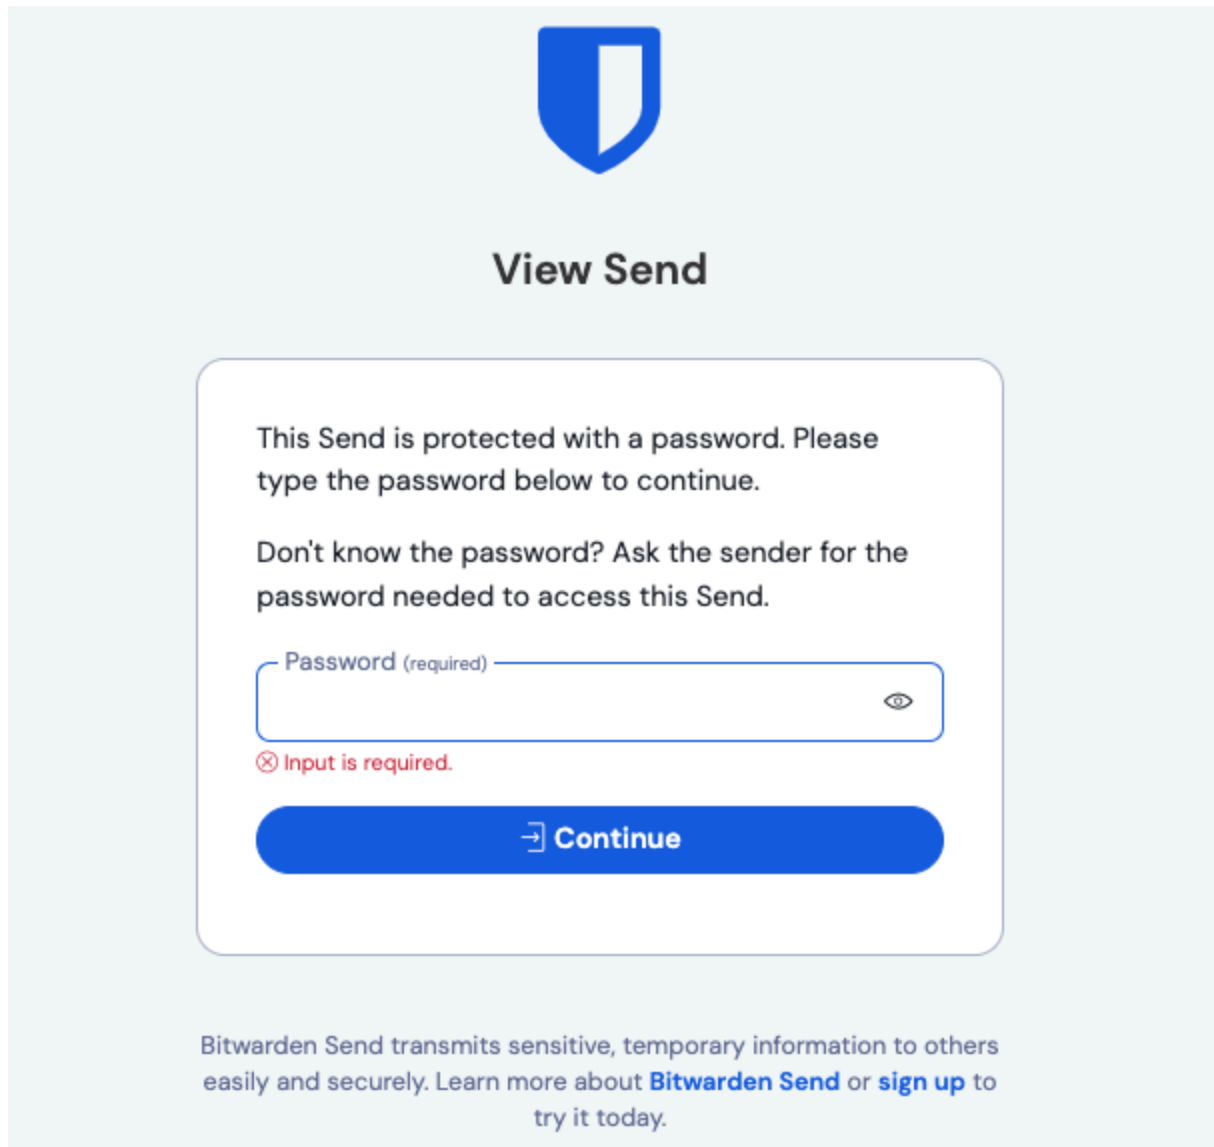 View Send
This Send is protected with a password. Please
type the password below to continue.
Don't know the password? Ask the sender for the
password needed to access this Send.
Password (required)
Input is required.
Continue
Bitwarden Send transmits sensitive, temporary information to others
easily and securely. Learn more about Bitwarden Send or sign up to
try it today.